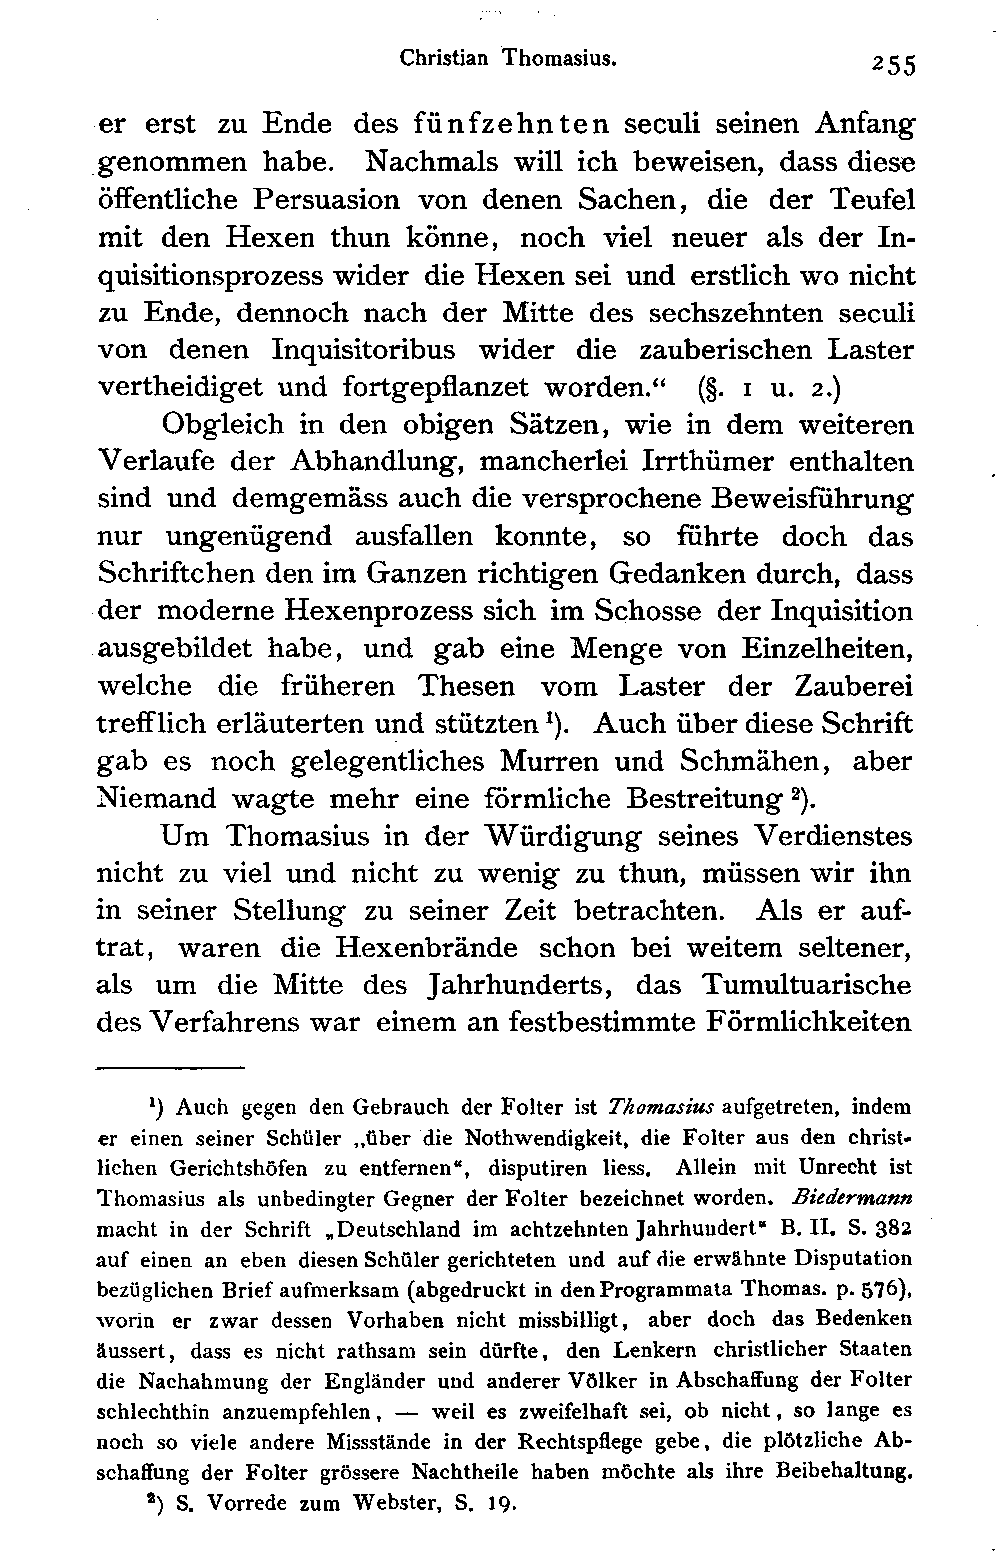 Christian Thomasius. 255
er erst zu Ende des fünfzehnten seculi seinen Anfang
genommen habe. Nachmals will ich beweisen, dass diese
öffentliche Persuasion von denen Sachen, die der Teufel
mit den Hexen thun könne, noch viel neuer als der In-
quisitionsprozess wider die Hexen sei und erstlich wo nicht
zu Ende, dennoch nach der Mitte des sechszehnten seculi
von denen Inquisitoribus wider die zauberischen Laster
vertheidiget und fortgepflanzet worden.“ (§. 1 u. 2.)
Obgleich in den obigen Sätzen, wie in dem weiteren
Verlaufe der Abhandlung, mancherlei Irrthümer enthalten
sind und demgemäss auch die versprochene Beweisführung
nur ungenügend ausfallen konnte, so führte doch das
Schriftchen den im Ganzen richtigen Gedanken durch, dass
der moderne Hexenprozess sich im Schosse der Inquisition
ausgebildet habe, und gab eine Menge von Einzelheiten,
welche die früheren Thesen vom Laster der Zauberei
trefflich erläuterten und stützten ¹). Auch über diese Schrift
gab es noch gelegentliches Murren und Schmähen, aber
Niemand wagte mehr eine förmliche Bestreitung ²).
Um Thomasius in der Würdigung seines Verdienstes
nicht zu viel und nicht zu wenig zu thun, müssen wir ihn
in seiner Stellung zu seiner Zeit betrachten. Als er auf-
trat, waren die Hexenbrände schon bei weitem seltener,
als um die Mitte des Jahrhunderts, das Tumultuarische
des Verfahrens war einem an festbestimmte Förmlichkeiten
¹) Auch gegen den Gebrauch der Folter ist Thomasius aufgetreten, indem
er einen seiner Schüler „über die Nothwendigkeit, die Folter aus den christ-
lichen Gerichtshöfen zu entfernen“, disputiren liess. Allein mit Unrecht ist
Thomasius als unbedingter Gegner der Folter bezeichnet worden. Biedermann
macht in der Schrift „Deutschland im achtzehnten Jahrhuudert“ B. II. S. 382
auf einen an eben diesen Schüler gerichteten und auf die erwähnte Disputation
bezüglichen Brief aufmerksam (abgedruckt in den Programmata Thomas. p. 576),
worin er zwar dessen Vorhaben nicht missbilligt, aber doch das Bedenken
äussert, dass es nicht rathsam sein dürfte, den Lenkern christlicher Staaten
die Nachahmung der Engländer und anderer Völker in Abschaffung der Folter
schlechthin anzuempfehlen, — weil es zweifelhaft sei, ob nicht, so lange es
noch so viele andere Missstände in der Rechtspflege gebe, die plötzliche Ab-
schaffung der Folter grössere Nachtheile haben möchte als ihre Beibehaltung.
²) S. Vorrede zum Webster, S. 19.